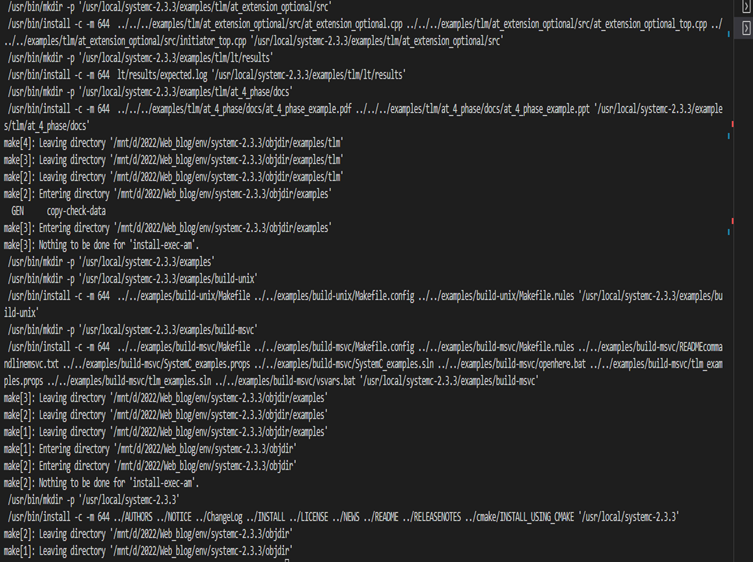 /usr/bin/mkdir -p '/usr/local/systemc-2.3.3/examples/tlm/at_extension_optional/src'
/usr/bin/install -c -m 644  ../../../examples/tlm/at_extension_optional/src/at_extension_optional.cpp ../../../examples/tlm/at_extension_optional/src/at_extension_optional_top.cpp ../
../../examples/tlm/at_extension_optional/src/initiator_top.cpp '/usr/local/systemc-2.3.3/examples/tlm/at_extension_optional/src'
/usr/bin/mkdir -p '/usr/local/systemc-2.3.3/examples/tlm/lt/results'
/usr/bin/install -c -m 644  lt/results/expected.log '/usr/local/systemc-2.3.3/examples/tlm/lt/results'
/usr/bin/mkdir -p '/usr/local/systemc-2.3.3/examples/tlm/at_4_phase/docs'
/usr/bin/install -c -m 644  ../../../examples/tlm/at_4_phase/docs/at_4_phase_example.pdf ../../../examples/tlm/at_4_phase/docs/at_4_phase_example.ppt '/usr/local/systemc-2.3.3/example
s/tlm/at_4_phase/docs'
make[4]: Leaving directory '/mnt/d/2022/Web_blog/env/systemc-2.3.3/objdir/examples/tlm'
make[3]: Leaving directory '/mnt/d/2022/Web_blog/env/systemc-2.3.3/objdir/examples/tlm'
make[2]: Leaving directory '/mnt/d/2022/Web_blog/env/systemc-2.3.3/objdir/examples/tlm'
make[2]: Entering directory '/mnt/d/2022/Web_blog/env/systemc-2.3.3/objdir/examples'
GEN      copy-check-data
make[3]: Entering directory '/mnt/d/2022/Web_blog/env/systemc-2.3.3/objdir/examples'
make[3]: Nothing to be done for 'install-exec-am'.
/usr/bin/mkdir -p '/usr/local/systemc-2.3.3/examples'
/usr/bin/mkdir -p '/usr/local/systemc-2.3.3/examples/build-unix'
/usr/bin/install -c -m 644  ../../examples/build-unix/Makefile ../../examples/build-unix/Makefile.config ../../examples/build-unix/Makefile.rules '/usr/local/systemc-2.3.3/examples/bu
ild-unix'
/usr/bin/mkdir -p '/usr/local/systemc-2.3.3/examples/build-msvc'
/usr/bin/install -c -m 644  ../../examples/build-msvc/Makefile ../../examples/build-msvc/Makefile.config ../../examples/build-msvc/Makefile.rules ../../examples/build-msvc/READMEcomma
ndlinemsvc.txt ../../examples/build-msvc/SystemC_examples.props ../../examples/build-msvc/SystemC_examples.sln ../../examples/build-msvc/openhere.bat ../../examples/build-msvc/tlm_exam
ples.props ../../examples/build-msvc/tlm_examples.sln ../../examples/build-msvc/vsvars.bat '/usr/local/systemc-2.3.3/examples/build-msvc'
make[3]: Leaving directory '/mnt/d/2022/Web_blog/env/systemc-2.3.3/objdir/examples'
make[2]: Leaving directory '/mnt/d/2022/Web_blog/env/systemc-2.3.3/objdir/examples'
make[1]: Leaving directory '/mnt/d/2022/Web_blog/env/systemc-2.3.3/objdir/examples'
make[1]: Entering directory '/mnt/d/2022/Web_blog/env/systemc-2.3.3/objdir'
make[2]: Entering directory '/mnt/d/2022/Web_blog/env/systemc-2.3.3/objdir'
make[2]: Nothing to be done for 'install-exec-am'.
/usr/bin/mkdir -p '/usr/local/systemc-2.3.3'
/usr/bin/install -c -m 644 ../AUTHORS ../NOTICE ../ChangeLog ../INSTALL ../LICENSE ../NEWS ../README ../RELEASENOTES ../cmake/INSTALL_USING_CMAKE '/usr/local/systemc-2.3.3'
make[2]: Leaving directory '/mnt/d/2022/Web_blog/env/systemc-2.3.3/objdir'
make[1]: Leaving directory '/mnt/d/2022/Web_blog/env/systemc-2.3.3/objdir'